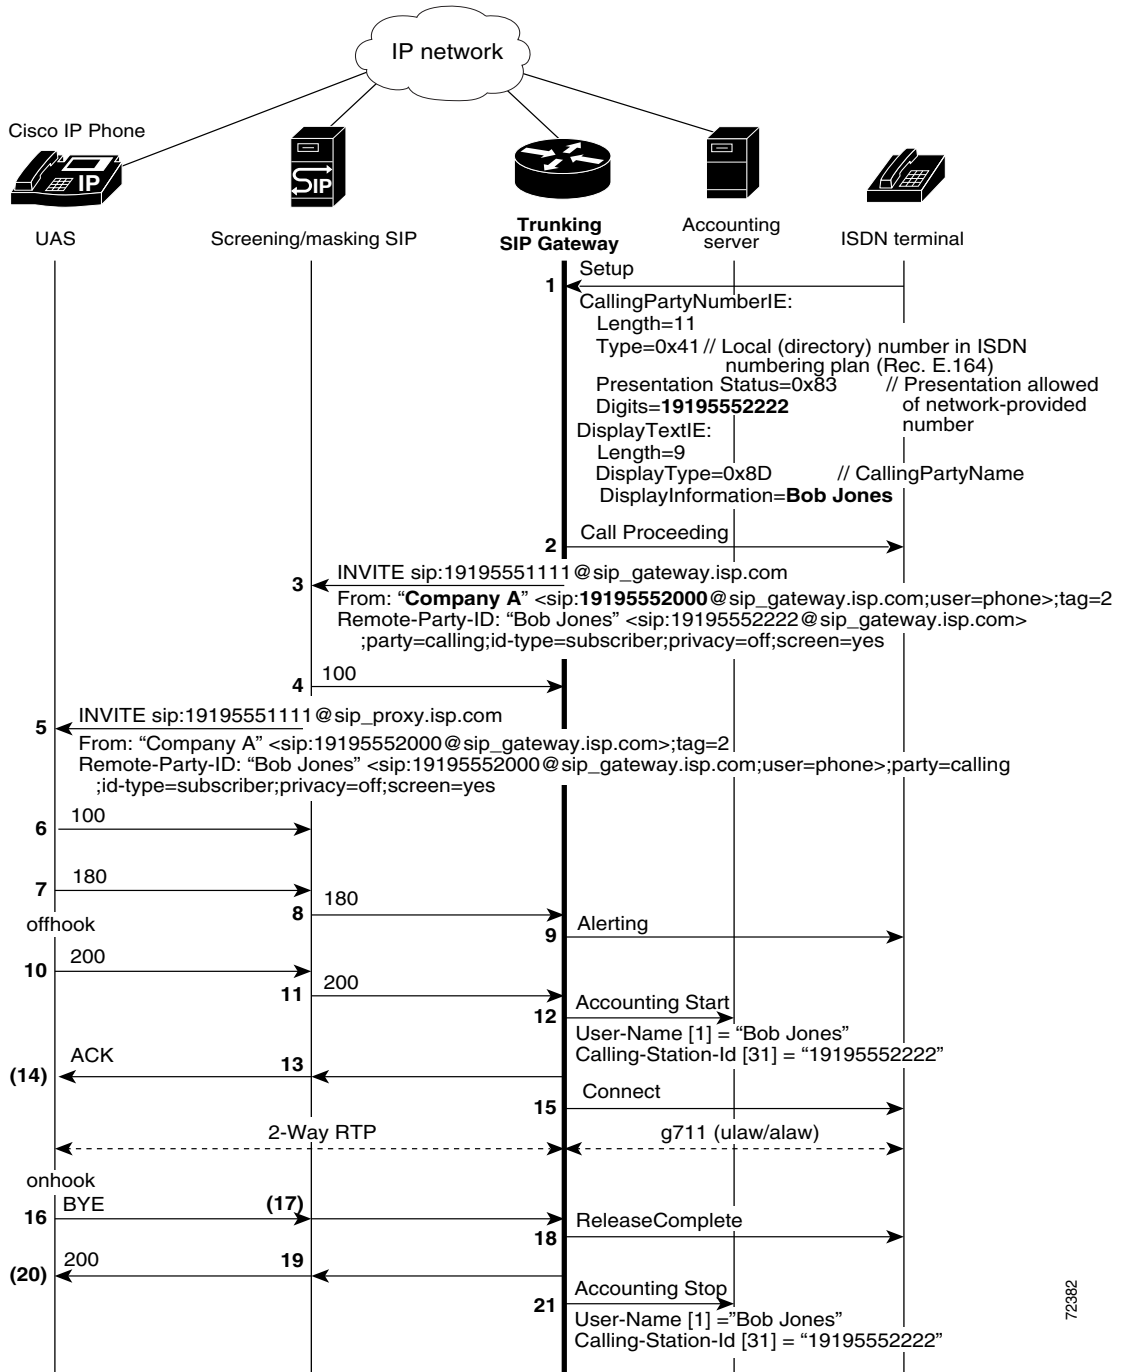 IP network
Cisco IP Phone
IP
SIP
UAS
Screening/masking SIP
Trunking
SIP Gateway
Accounting
server
ISDN terminal
Setup
1
CallingPartyNumberIE:
Length=11
Type=0x41 // Local (directory) number in ISDN
numbering plan (Rec. E.164)
Presentation Status=0x83 // Presentation allowed
Digits=19195552222 of network-provided
number
DisplayTextIE:
Length=9
DisplayType=0x8D // CallingPartyName
DisplayInformation=Bob Jones
Call Proceeding
2
INVITE sip:19195551111@sip_gateway.isp.com
3
From: “Company A” <sip:19195552000@sip_gateway.isp.com;user=phone>;tag=2
Remote-Party-ID: “Bob Jones” <sip:19195552222@sip_gateway.isp.com>
;party=calling;id-type=subscriber;privacy=off;screen=yes
100
4
INVITE sip:19195551111@sip_proxy.isp.com
5
From: “Company A” <sip:19195552000@sip_gateway.isp.com>;tag=2
Remote-Party-ID: “Bob Jones” <sip:19195552000@sip_gateway.isp.com;user=phone>;party=calling
;id-type=subscriber;privacy=off;screen=yes
100
6
180
7
180
8
offhook
Alerting
9
200
10
200
11
Accounting Start
12
User-Name [1] = “Bob Jones”
Calling-Station-Id [31] = “19195552222”
ACK
13
(14)
Connect
15
2-Way RTP
g711 (ulaw/alaw)
onhook
BYE
(17)
16
ReleaseComplete
18
200
19
(20)
Accounting Stop
21
User-Name [1] =”Bob Jones”
Calling-Station-Id [31] = “19195552222”
72382